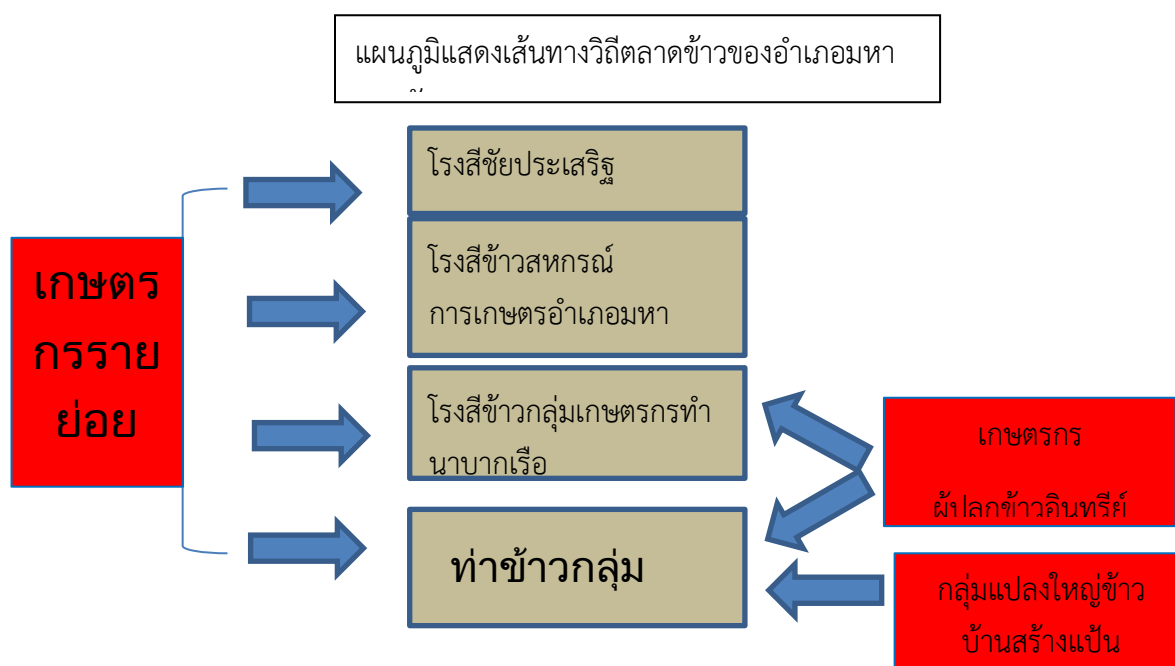 แผนภูมิแสดงเส้นทางวิถีตลาดข้าวของอำเภอมหา
โรงสีชัยประเสริฐ
โรงสีข้าวสหกรณ์
การเกษตรอำเภอมหา
เกษตร
กรราย
ย่อย
โรงสีข้าวกลุ่มเกษตรกรทำ
นาบากเรือ
เกษตรกร
ผู้ปลูกข้าวอินทรีย์
ท่าข้าวกลุ่ม
กลุ่มแปลงใหญ่ข้าว
บ้านสร้างแป้น